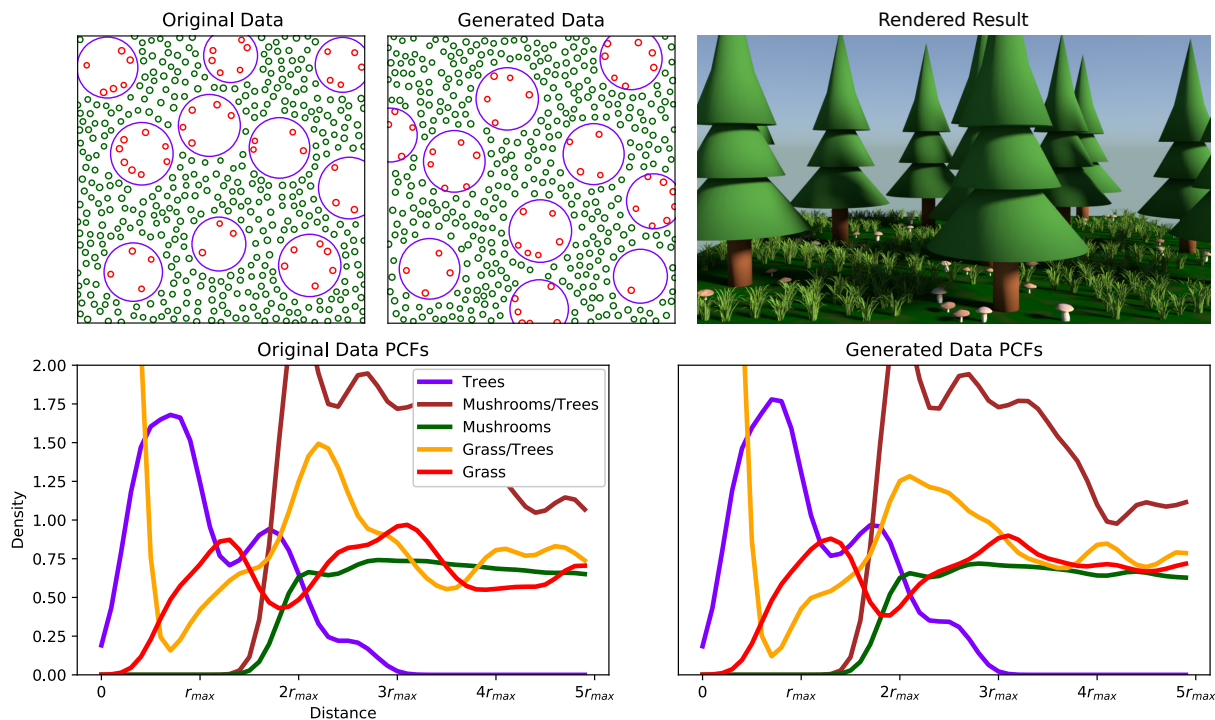 Original Data
Generated Data
Rendered Result
Original Data PCFs
Generated Data PCFs
2.00
1.75
1.50
1.25
1.00
0.75
0.50
0.25
0.00
Density
Trees
Mushrooms/Trees
Mushrooms
Grass/Trees
Grass
0 r_max 2r_max 3r_max 4r_max 5r_max
Distance
0 r_max 2r_max 3r_max 4r_max 5r_max